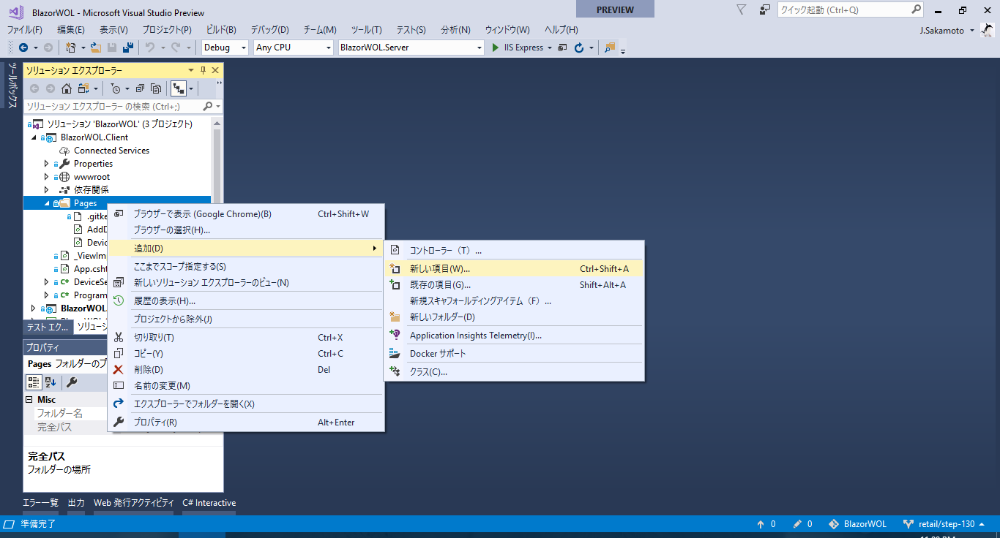 BlazorWOL - Microsoft Visual Studio Preview
PREVIEW
クイック起動 (Ctrl+Q)
ファイル(F) 編集(E) 表示(V) プロジェクト(P) ビルド(B) デバッグ(D) チーム(M) ツール(T) テスト(S) 分析(N) ウィンドウ(W) ヘルプ(H)
J.Sakamoto
Debug Any CPU BlazorWOL.Server IIS Express
ツールボックス
ソリューション エクスプローラー
ソリューション エクスプローラー の検索 (Ctrl+;)
ソリューション 'BlazorWOL' (3 プロジェクト)
BlazorWOL.Client
Connected Services
Properties
wwwroot
依存関係
Pages
.gitke
AddD
Devic
_ViewIm
App.csht
DeviceSe
Program
BlazorWOL.
テスト エク... ソリューシ
プロパティ
Pages フォルダーのプ
Misc
フォルダー名
完全パス
完全パス
フォルダーの場所
ブラウザーで表示 (Google Chrome)(B) Ctrl+Shift+W
ブラウザーの選択(H)...
追加(D)
ここまでスコープ指定する(S)
新しいソリューション エクスプローラーのビュー(N)
履歴の表示(H)...
プロジェクトから除外(J)
切り取り(T) Ctrl+X
コピー(Y) Ctrl+C
削除(D) Del
名前の変更(M)
エクスプローラーでフォルダーを開く(X)
プロパティ(R) Alt+Enter
コントローラー（T）...
新しい項目(W)... Ctrl+Shift+A
既存の項目(G)... Shift+Alt+A
新規スキャフォールディングアイテム（F）...
新しいフォルダー(D)
Application Insights Telemetry(I)...
Docker サポート
クラス(C)...
エラー一覧 出力 Web 発行アクティビティ C# Interactive
準備完了
0 0 BlazorWOL retail/step-130